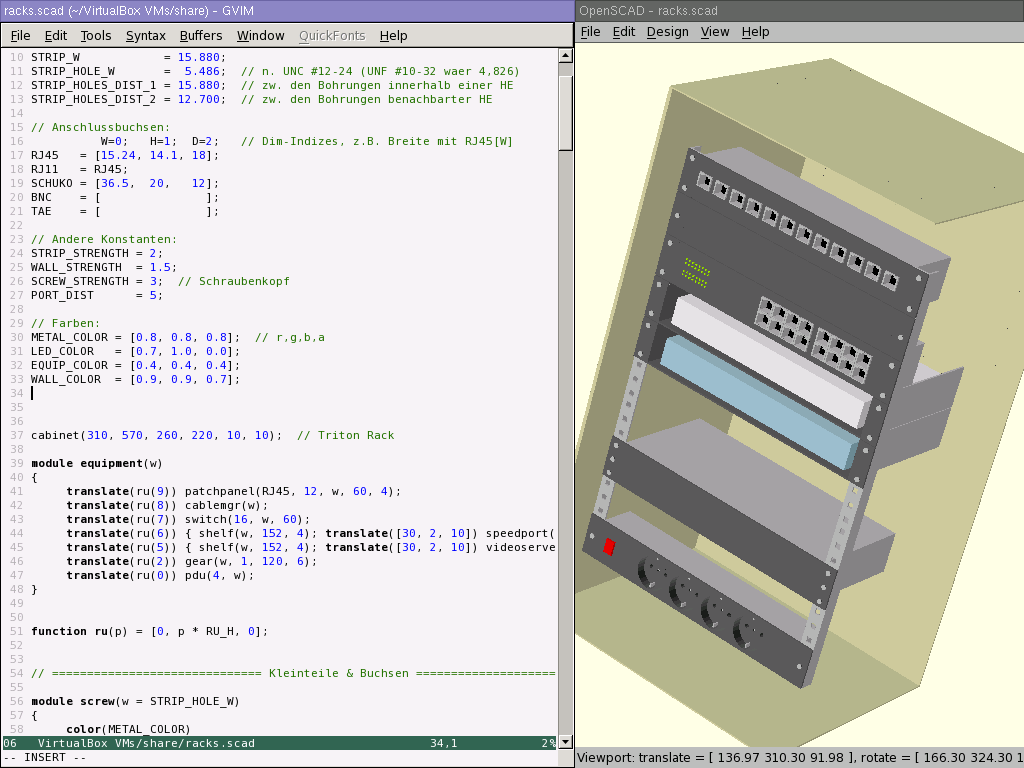 racks.scad (~/VirtualBox VMs/share) - GVIM
File Edit Tools Syntax Buffers Window QuickFonts Help
10 STRIP_W            = 15.880;
11 STRIP_HOLE_W       =  5.486;  // n. UNC #12-24 (UNF #10-32 waer 4,826)
12 STRIP_HOLES_DIST_1 = 15.880;  // zw. den Bohrungen innerhalb einer HE
13 STRIP_HOLES_DIST_2 = 12.700;  // zw. den Bohrungen benachbarter HE
14
15 // Anschlussbuchsen:
16           W=0;   H=1;  D=2;   // Dim-Indizes, z.B. Breite mit RJ45[W]
17 RJ45   = [15.24, 14.1, 18];
18 RJ11   = RJ45;
19 SCHUKO = [36.5,  20,   12];
20 BNC    = [               ];
21 TAE    = [               ];
22
23 // Andere Konstanten:
24 STRIP_STRENGTH = 2;
25 WALL_STRENGTH  = 1.5;
26 SCREW_STRENGTH = 3;  // Schraubenkopf
27 PORT_DIST      = 5;
28
29 // Farben:
30 METAL_COLOR = [0.8, 0.8, 0.8];  // r,g,b,a
31 LED_COLOR   = [0.7, 1.0, 0.0];
32 EQUIP_COLOR = [0.4, 0.4, 0.4];
33 WALL_COLOR  = [0.9, 0.9, 0.7];
34
35
36
37 cabinet(310, 570, 260, 220, 10, 10);  // Triton Rack
38
39 module equipment(w)
40 {
41      translate(ru(9)) patchpanel(RJ45, 12, w, 60, 4);
42      translate(ru(8)) cablemgr(w);
43      translate(ru(7)) switch(16, w, 60);
44      translate(ru(6)) { shelf(w, 152, 4); translate([30, 2, 10]) speedport(
45      translate(ru(5)) { shelf(w, 152, 4); translate([30, 2, 10]) videoserve
46      translate(ru(2)) gear(w, 1, 120, 6);
47      translate(ru(0)) pdu(4, w);
48 }
49
50
51 function ru(p) = [0, p * RU_H, 0];
52
53
54 // ============================== Kleinteile & Buchsen ====================
55
56 module screw(w = STRIP_HOLE_W)
57 {
58      color(METAL_COLOR)
06   VirtualBox VMs/share/racks.scad                         34,1            2%
-- INSERT --
OpenSCAD - racks.scad
File Edit Design View Help
Viewport: translate = [ 136.97 310.30 91.98 ], rotate = [ 166.30 324.30 1